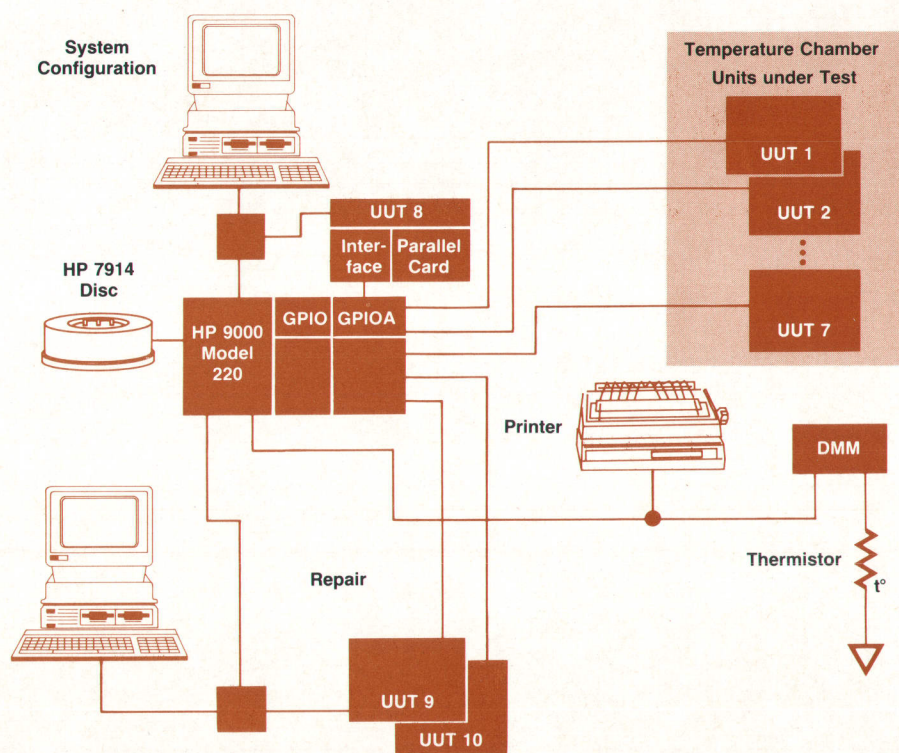 System
Configuration
Temperature Chamber
Units under Test
UUT 1
UUT 2
UUT 7
UUT 8
Inter-
face
Parallel
Card
HP 7914
Disc
HP 9000
Model
220
GPIO
GPIOA
Printer
DMM
Thermistor
t°
Repair
UUT 9
UUT 10